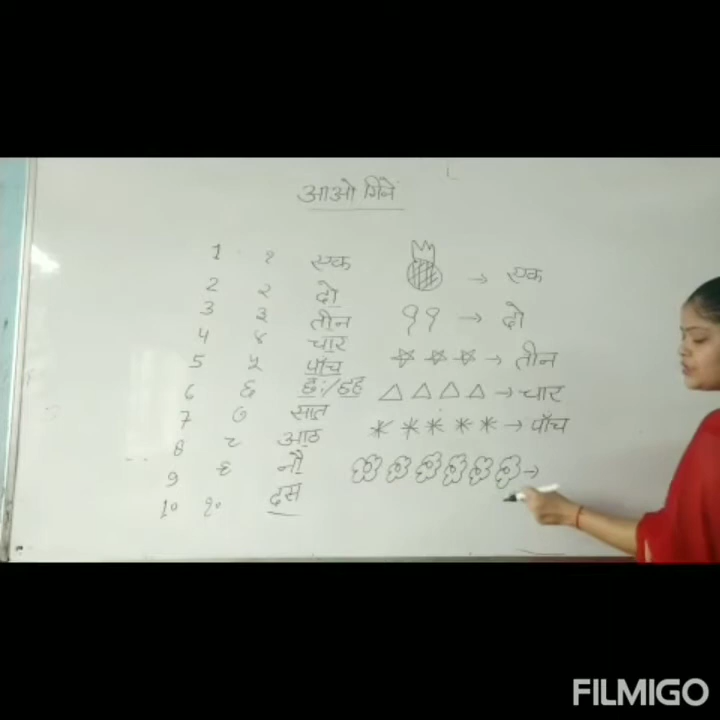 आओ गिने
1 १ एक → एक
2 २ दो → दो
3 ३ तीन → तीन
4 ४ चार → चार
5 ५ पाँच → पाँच
6 ६ छ:/छह →
7 ७ सात
8 ८ आठ
9 ९ नौ
10 १० दस
FILMIGO